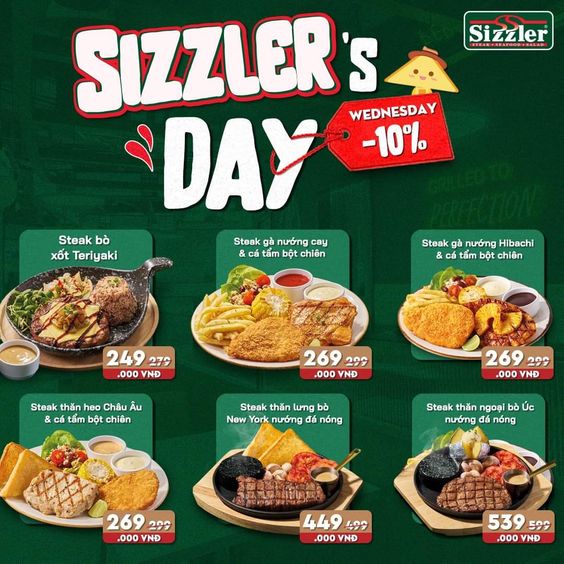 SIZZLER's
DAY
WEDNESDAY
-10%
Sizzler
STEAK • SEAFOOD • SALAD
GRILLED TO
PERFECTION
Steak bò
xốt Teriyaki
249 279
.000 VNĐ
Steak gà nướng cay
& cá tẩm bột chiên
269 299
.000 VNĐ
Steak gà nướng Hibachi
& cá tẩm bột chiên
269 299
.000 VNĐ
Steak thăn heo Châu Âu
& cá tẩm bột chiên
269 299
.000 VNĐ
Steak thăn lưng bò
New York nướng đá nóng
449 499
.000 VNĐ
Steak thăn ngoại bò Úc
nướng đá nóng
539 599
.000 VNĐ